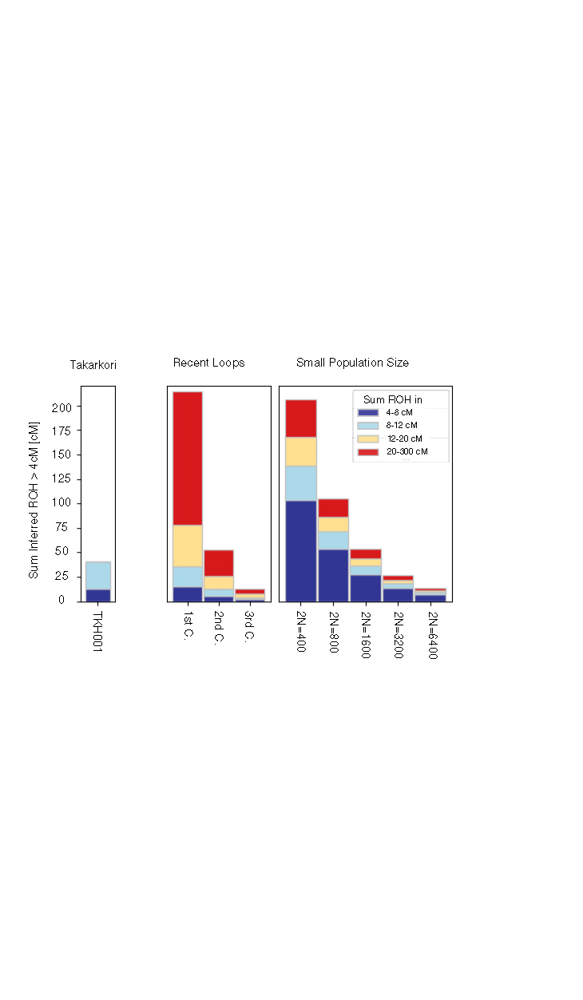 Takarkori
Recent Loops
Small Population Size
Sum Inferred ROH > 4cM [cM]
200
175
150
125
100
75
50
25
0
Sum ROH in
4-8 cM
8-12 cM
12-20 cM
20-300 cM
TKH001
1st C.
2nd C.
3rd C.
2N=400
2N=800
2N=1600
2N=3200
2N=6400